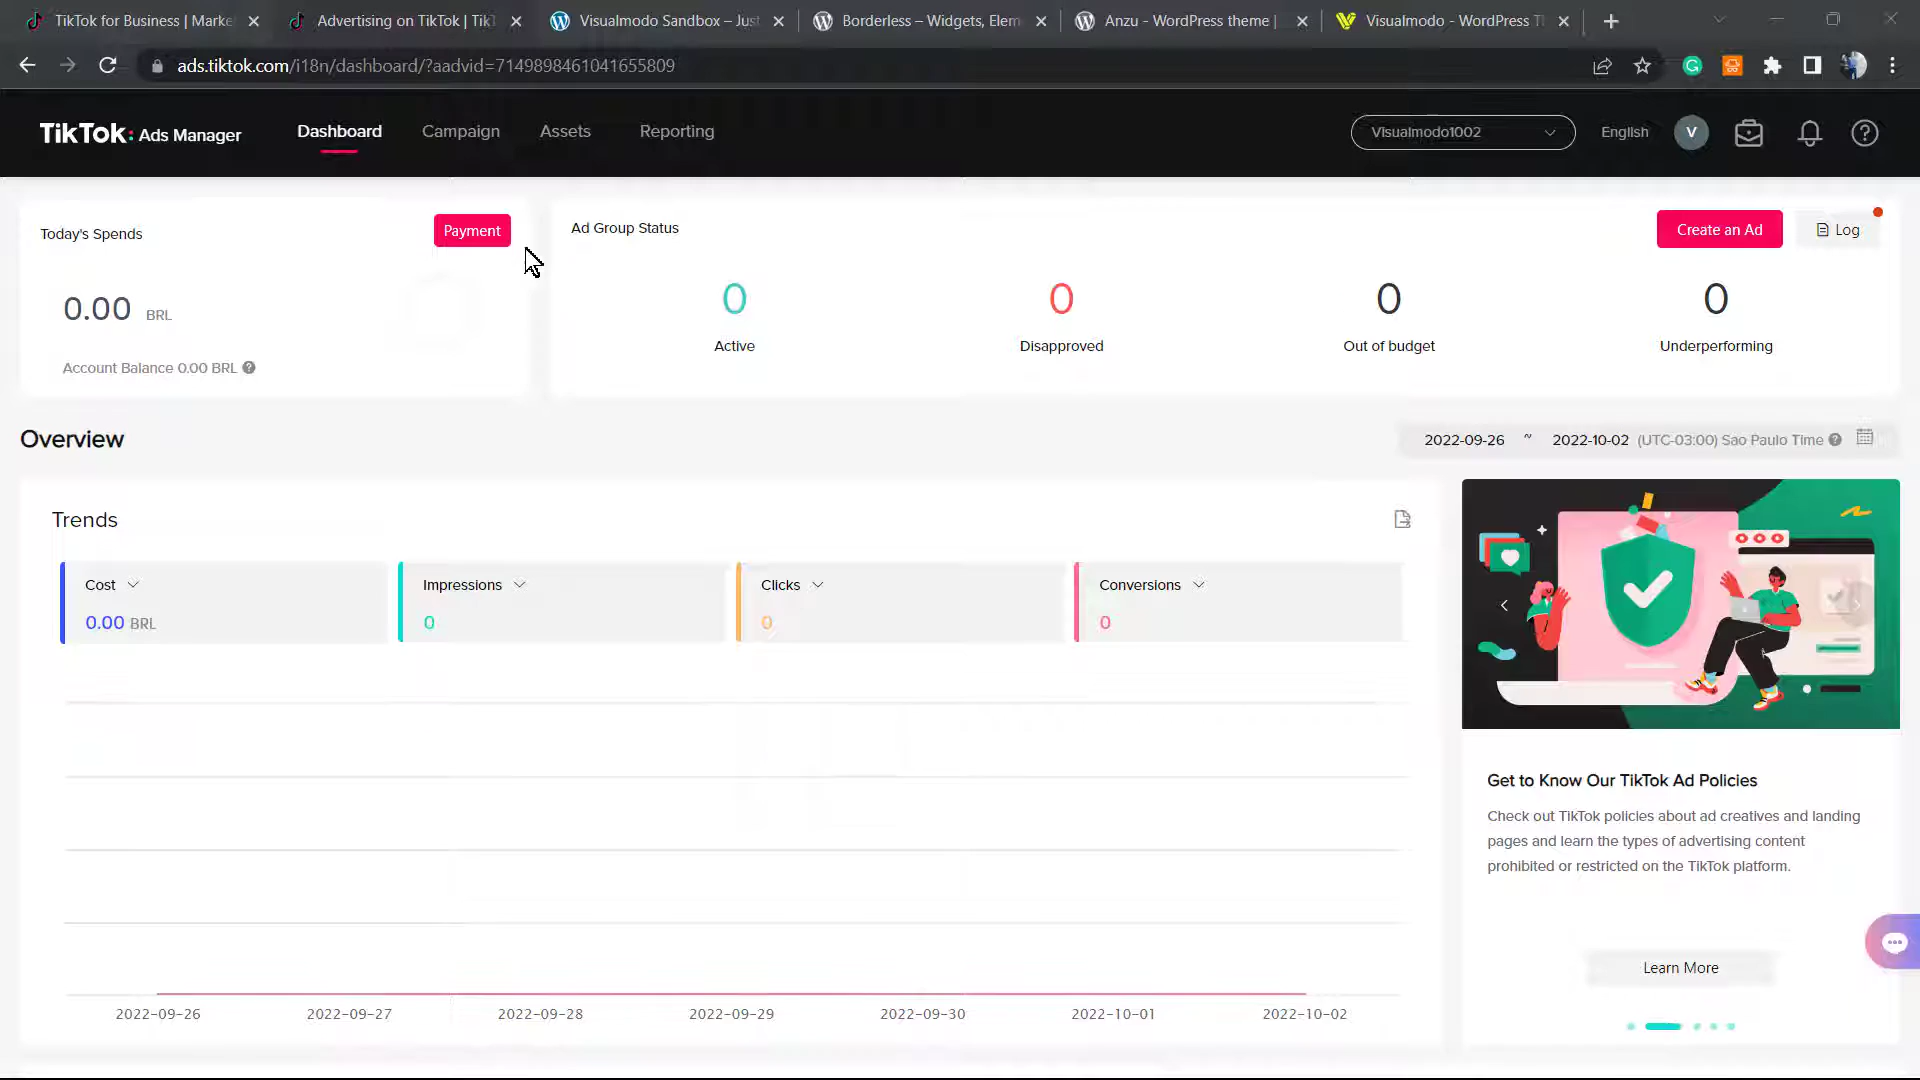 TikTok for Business | Marke
Advertising on TikTok | Tik
Visualmodo Sandbox – Just
Borderless – Widgets, Elem
Anzu - WordPress theme |
Visualmodo - WordPress Th
ads.tiktok.com/i18n/dashboard/?aadvid=7149898461041655809
TikTok: Ads Manager
Dashboard
Campaign
Assets
Reporting
Visualmodo1002
English
V
Today's Spends
Payment
0.00 BRL
Account Balance 0.00 BRL
Ad Group Status
Create an Ad
Log
0
Active
0
Disapproved
0
Out of budget
0
Underperforming
Overview
2022-09-26 ~ 2022-10-02 (UTC-03:00) Sao Paulo Time
Trends
Cost
0.00 BRL
Impressions
0
Clicks
0
Conversions
0
2022-09-26
2022-09-27
2022-09-28
2022-09-29
2022-09-30
2022-10-01
2022-10-02
Get to Know Our TikTok Ad Policies
Check out TikTok policies about ad creatives and landing
pages and learn the types of advertising content
prohibited or restricted on the TikTok platform.
Learn More